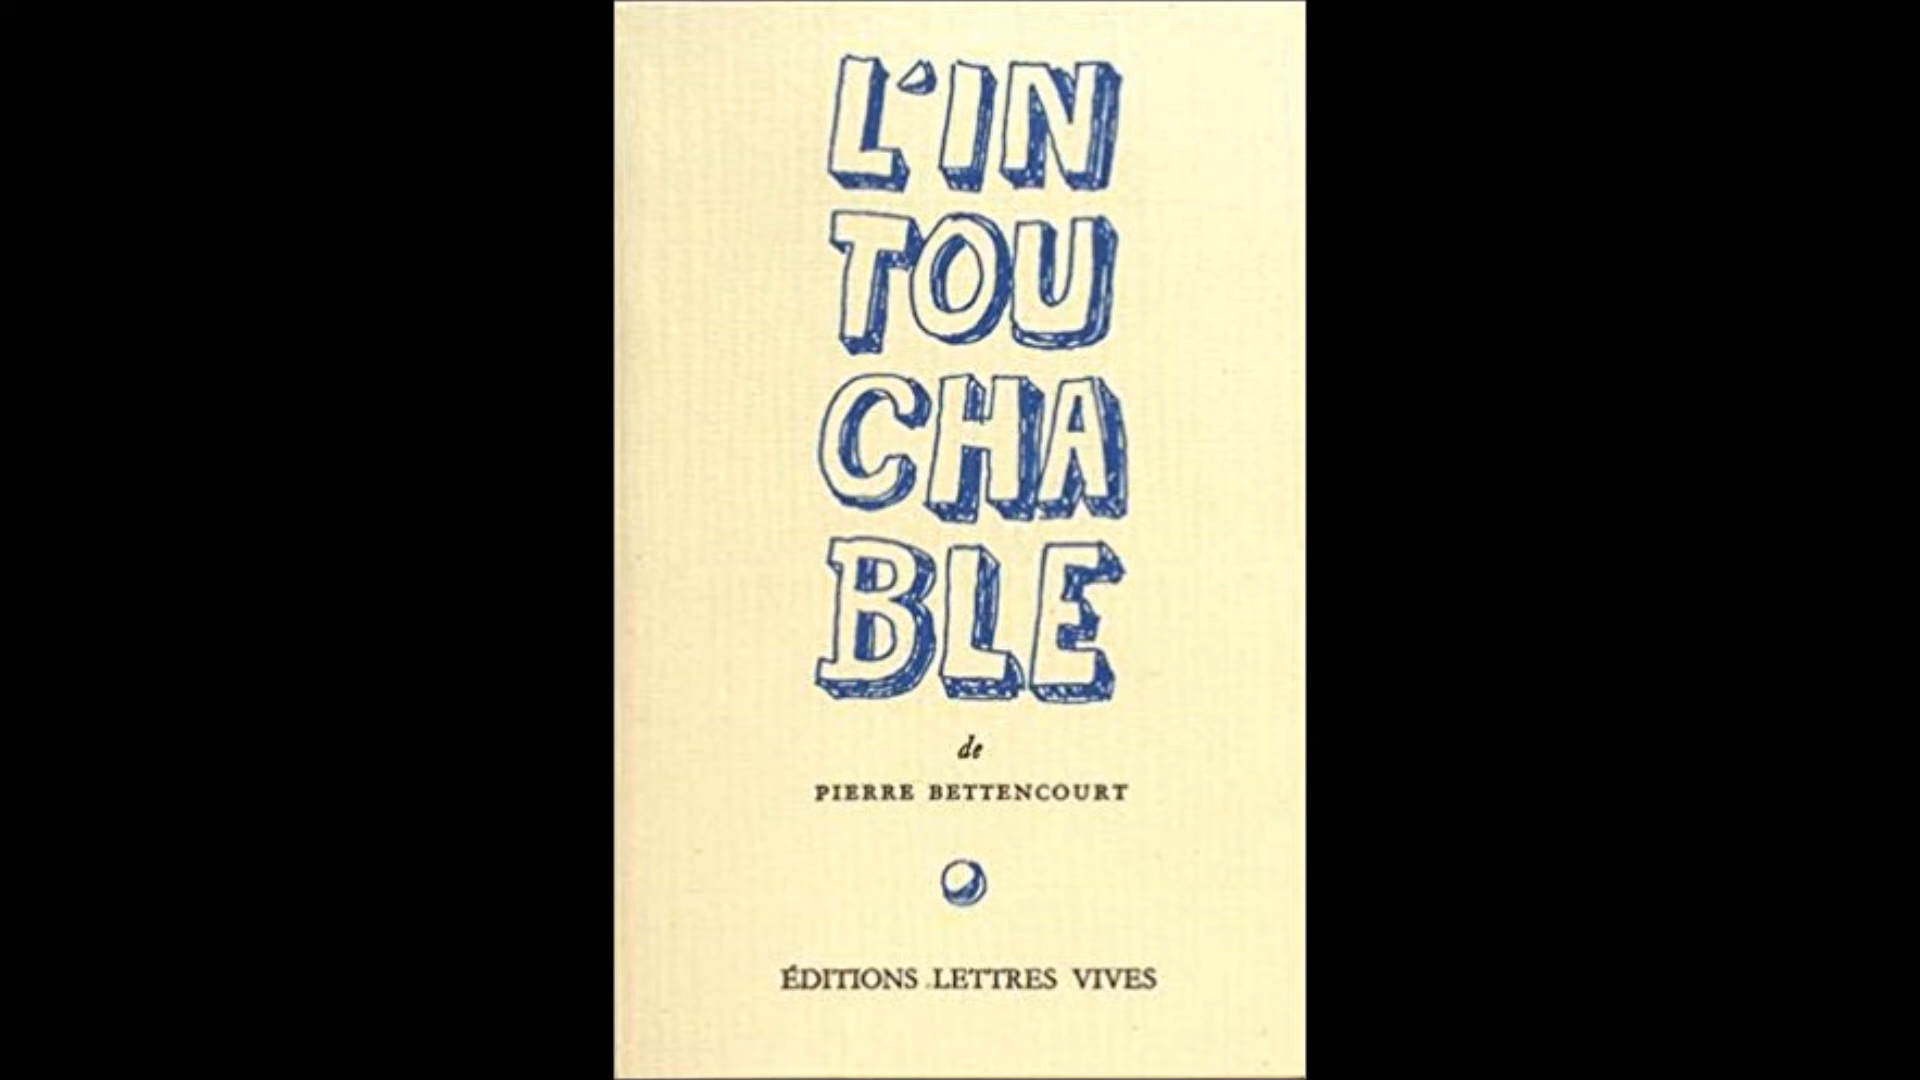 L'IN
TOU
CHA
BLE
de
PIERRE BETTENCOURT
ÉDITIONS LETTRES VIVES